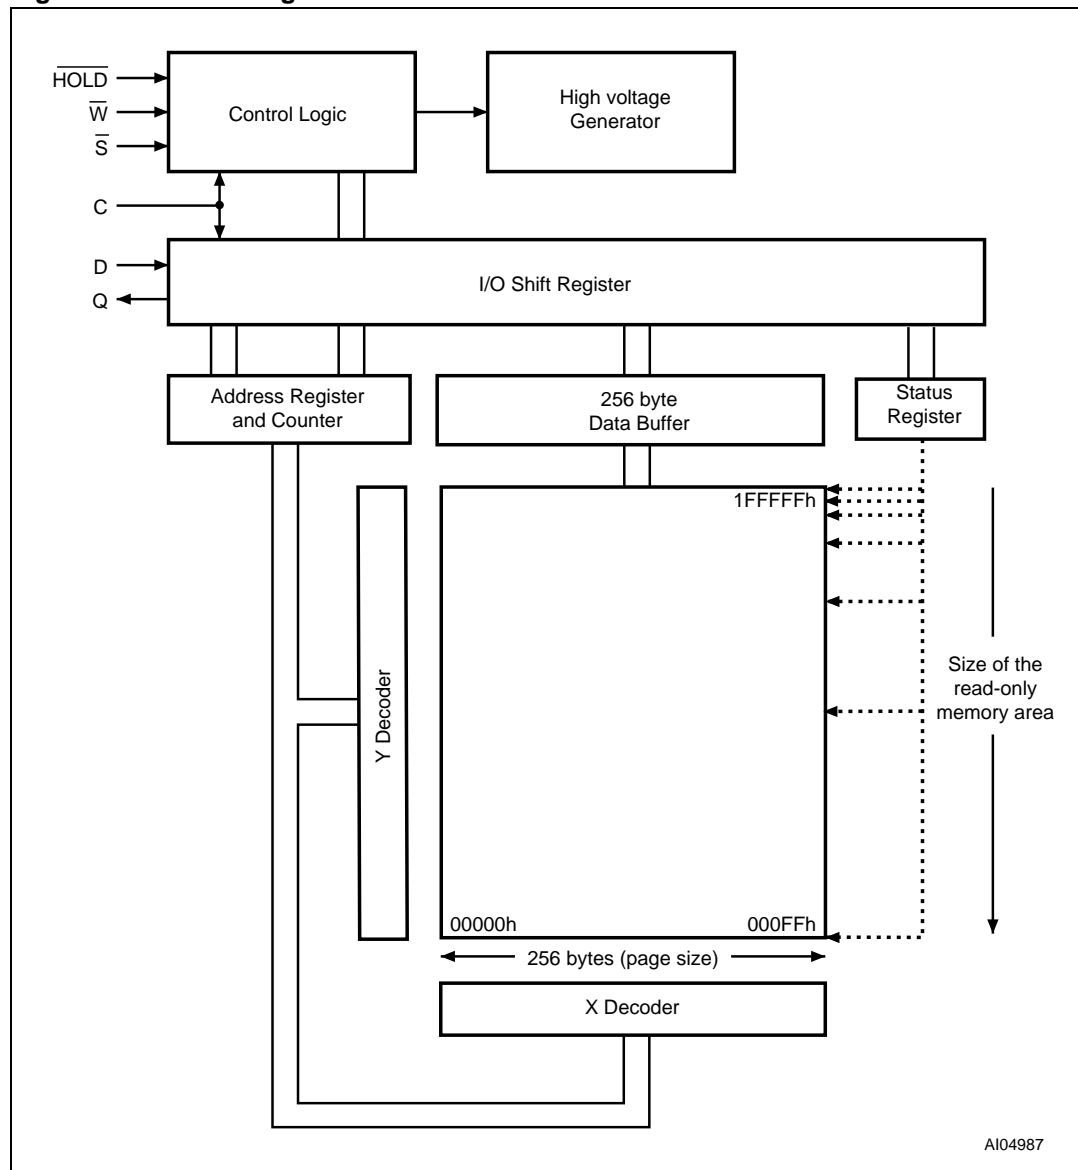 HOLD
W
S
C
D
Q
Control Logic
High voltage
Generator
I/O Shift Register
Address Register
and Counter
256 byte
Data Buffer
Status
Register
1FFFFFh
Y Decoder
Size of the
read-only
memory area
00000h
000FFh
256 bytes (page size)
X Decoder
AI04987